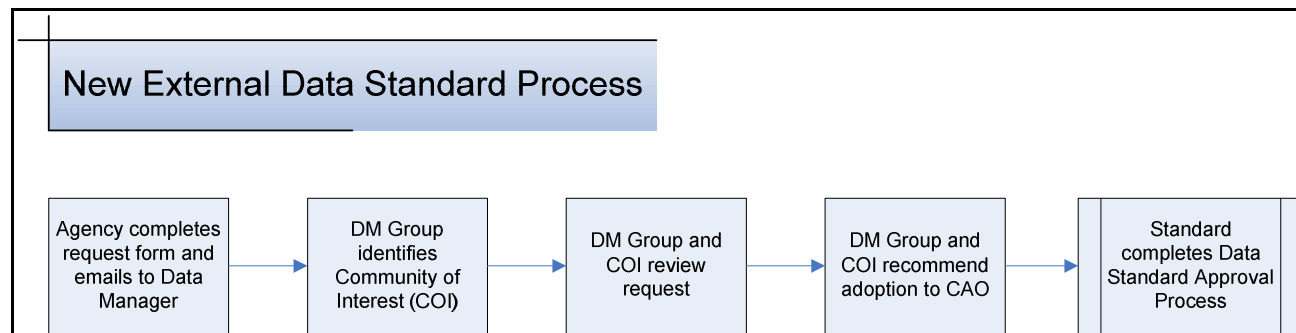 New External Data Standard Process
Agency completes
request form and
emails to Data
Manager
DM Group
identifies
Community of
Interest (COI)
DM Group and
COI review
request
DM Group and
COI recommend
adoption to CAO
Standard
completes Data
Standard Approval
Process